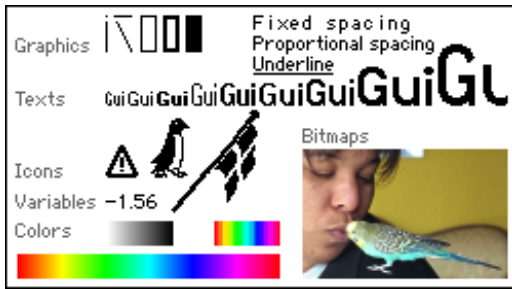 Graphics
Fixed spacing
Proportional spacing
Underline
Texts GuiGuiGuiGuiGuiGuiGuiGuiGu
Bitmaps
Icons
Variables -1.56
Colors